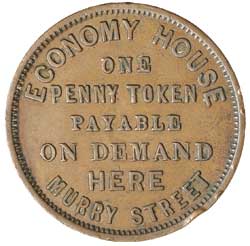 ECONOMY HOUSE
ONE
PENNY TOKEN
PAYABLE
ON DEMAND
HERE
MURRY STREET